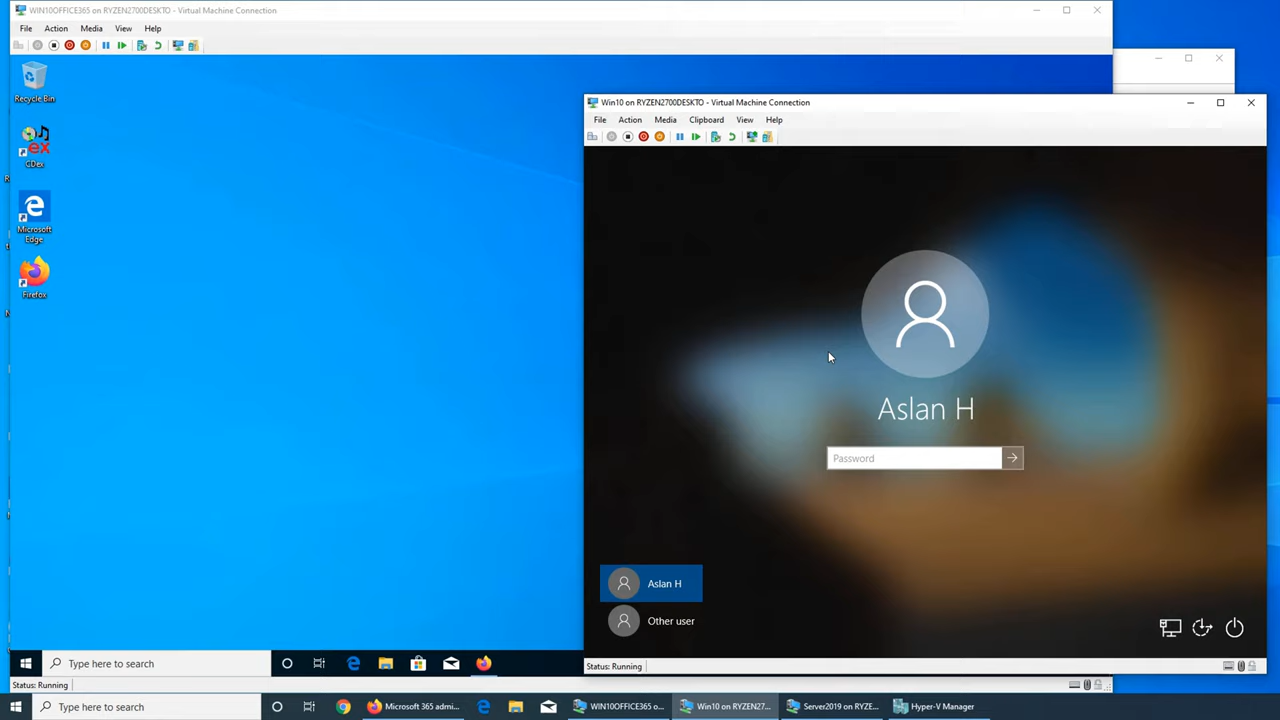 WIN10OFFICE365 on RYZEN2700DESKTO - Virtual Machine Connection
File Action Media View Help
Recycle Bin
CDex
Microsoft Edge
Firefox
Type here to search
Status: Running
Win10 on RYZEN2700DESKTO - Virtual Machine Connection
File Action Media Clipboard View Help
Aslan H
Password
Aslan H
Other user
Status: Running
Type here to search
Microsoft 365 admi...
WIN10OFFICE365 o...
Win10 on RYZEN27...
Server2019 on RYZE...
Hyper-V Manager